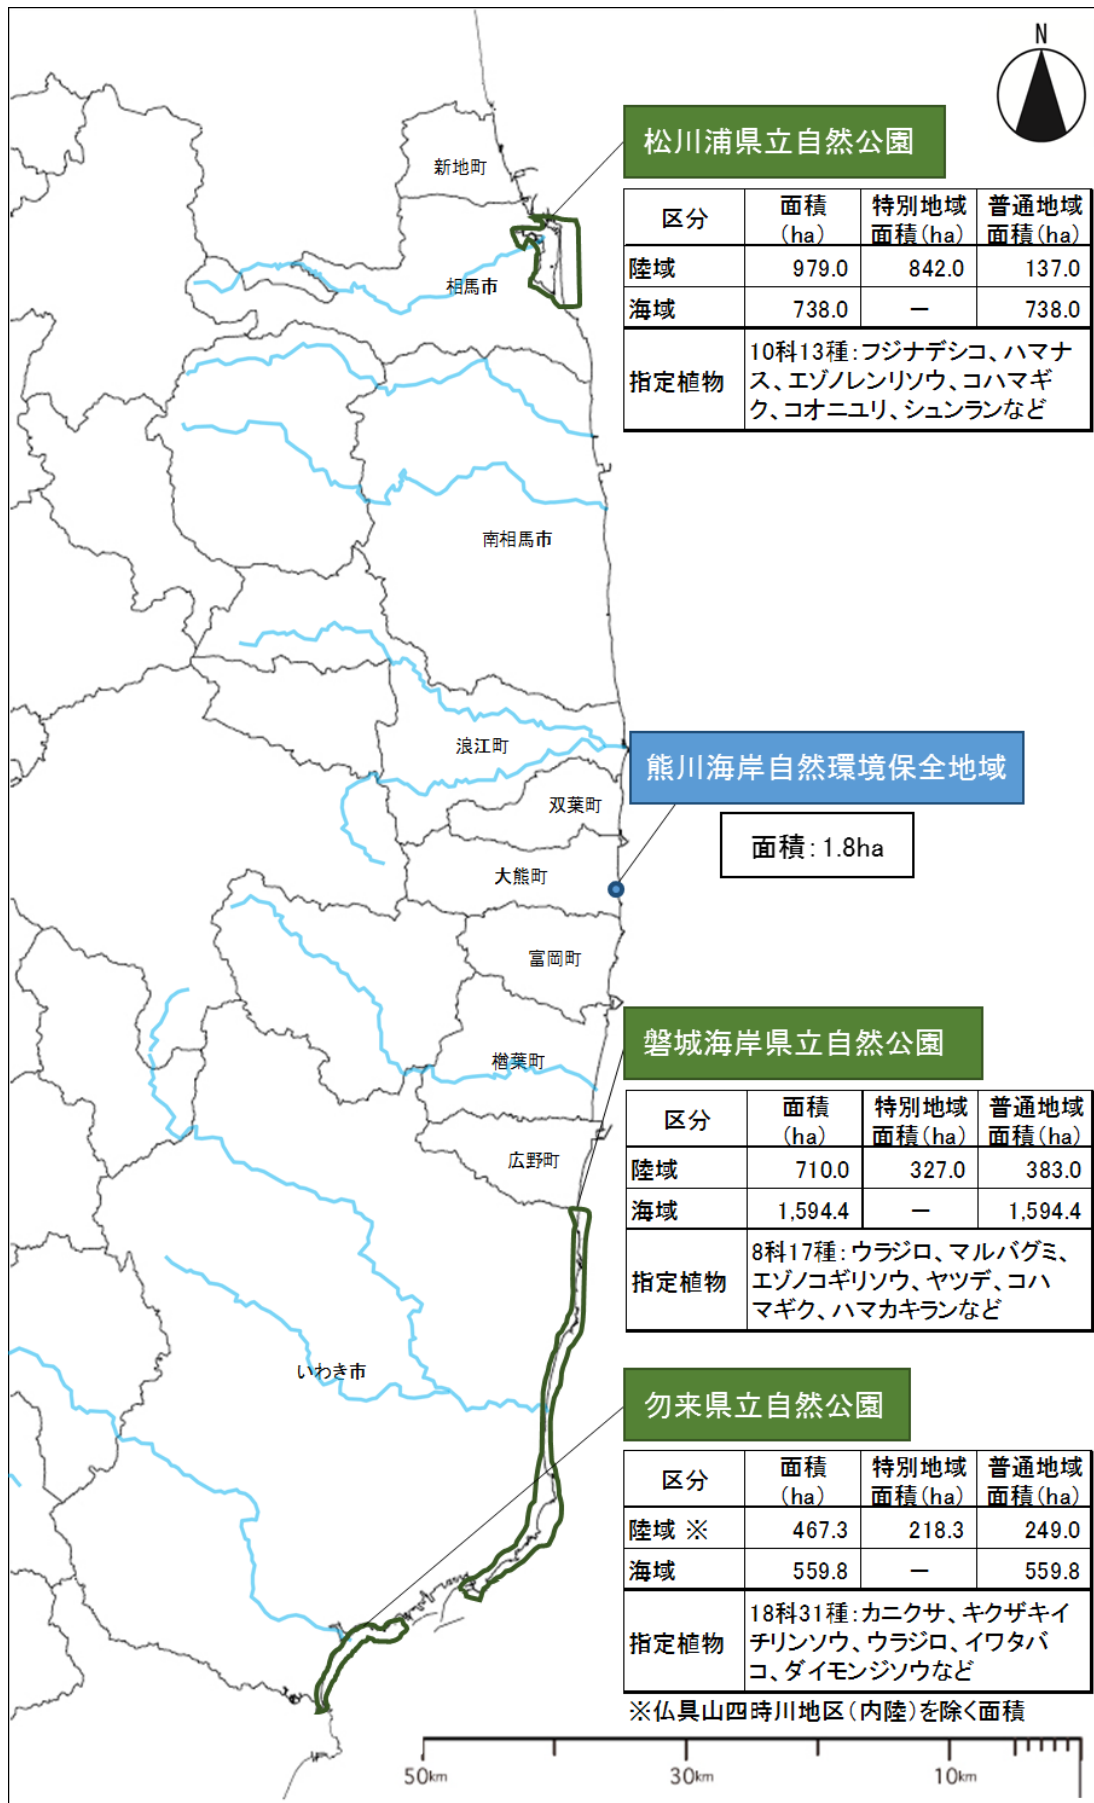 N
松川浦県立自然公園
新地町
区分 面積(ha) 特別地域面積(ha) 普通地域面積(ha)
陸域 979.0 842.0 137.0
海域 738.0 － 738.0
指定植物 10科13種：フジナデシコ、ハマナ
ス、エゾノレンリソウ、コハマギ
ク、コオニユリ、シュンランなど
相馬市
南相馬市
浪江町
熊川海岸自然環境保全地域
双葉町
面積：1.8ha
大熊町
富岡町
磐城海岸県立自然公園
楢葉町
区分 面積(ha) 特別地域面積(ha) 普通地域面積(ha)
陸域 710.0 327.0 383.0
海域 1,594.4 － 1,594.4
指定植物 8科17種：ウラジロ、マルバグミ、
エゾノコギリソウ、ヤツデ、コハ
マギク、ハマカキランなど
広野町
いわき市
勿来県立自然公園
区分 面積(ha) 特別地域面積(ha) 普通地域面積(ha)
陸域 ※ 467.3 218.3 249.0
海域 559.8 － 559.8
指定植物 18科31種：カニクサ、キクザキイ
チリンソウ、ウラジロ、イワタバ
コ、ダイモンジソウなど
※仏具山四時川地区（内陸）を除く面積
50km 30km 10km